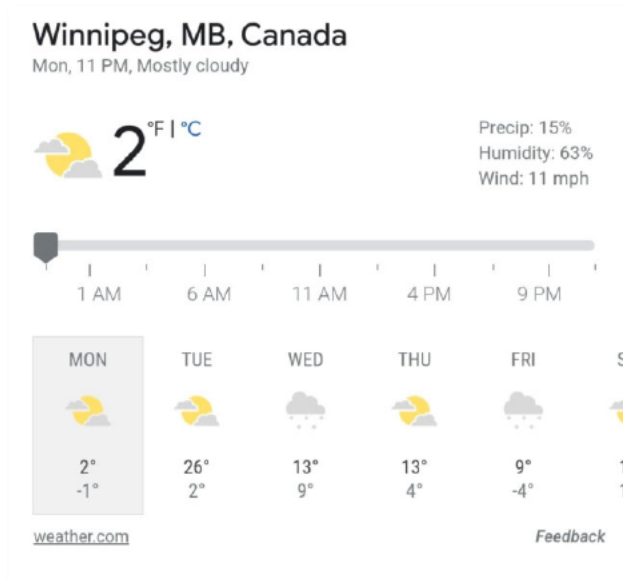 Winnipeg, MB, Canada
Mon, 11 PM, Mostly cloudy
2 °F | °C
Precip: 15%
Humidity: 63%
Wind: 11 mph
1 AM 6 AM 11 AM 4 PM 9 PM
MON TUE WED THU FRI S
2° 26° 13° 13° 9° 1
-1° 2° 9° 4° -4° 1
weather.com Feedback